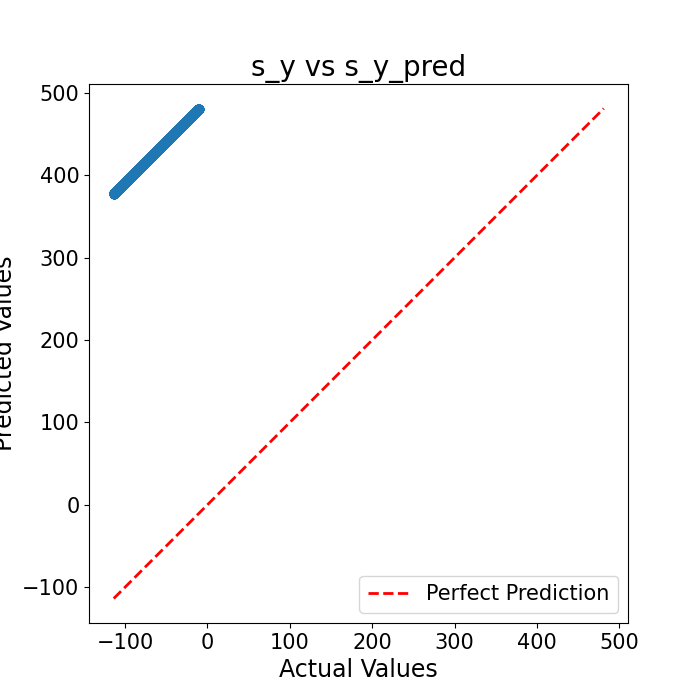 s_y vs s_y_pred
500
400
300
200
100
0
−100
Predicted Values
Perfect Prediction
−100 0 100 200 300 400 500
Actual Values